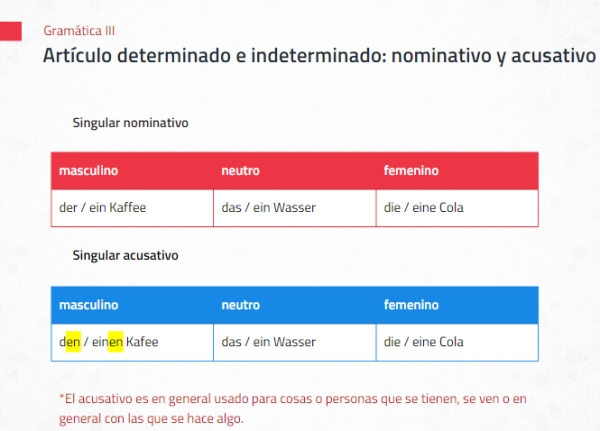 Gramática III
Artículo determinado e indeterminado: nominativo y acusativo
Singular nominativo
masculino neutro femenino
der / ein Kaffee das / ein Wasser die / eine Cola
Singular acusativo
masculino neutro femenino
den / einen Kafee das / ein Wasser die / eine Cola
*El acusativo es en general usado para cosas o personas que se tienen, se ven o en
general con las que se hace algo.